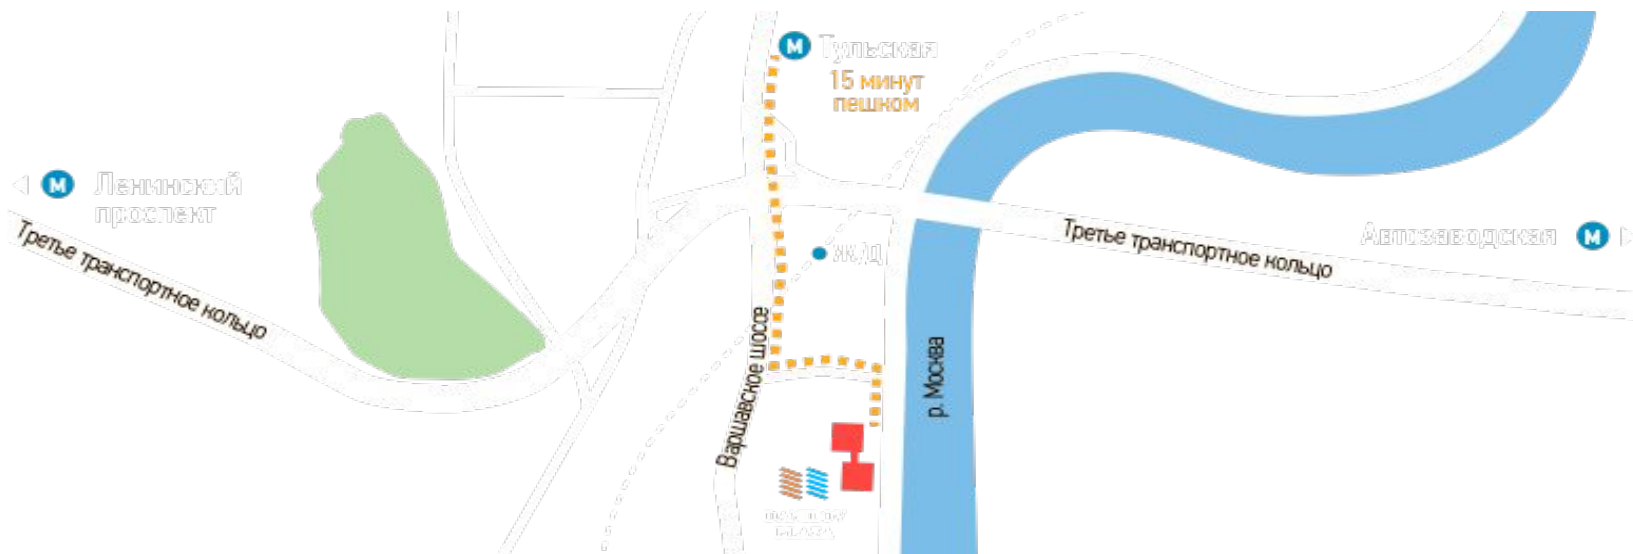 М Тульская
15 минут
пешком
М Ленинский
проспект
Третье транспортное кольцо
Автозаводская М
Третье транспортное кольцо
Ж/Д
Варшавское шоссе
р. Москва